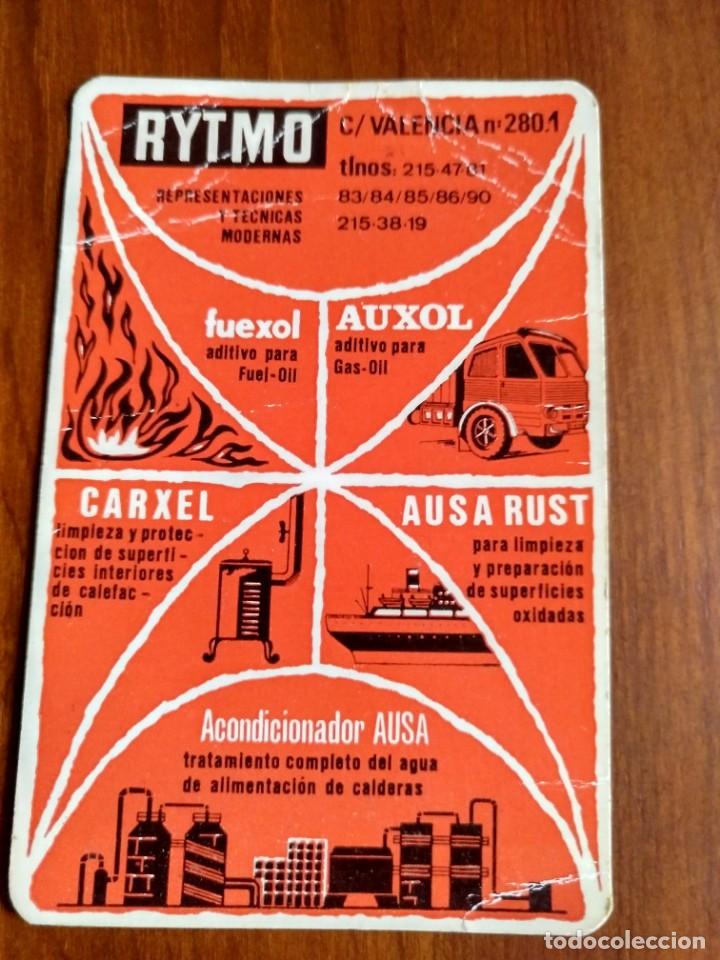 RYTMO
C/ VALENCIA nº 280.1
tlnos: 215-47-81
83/84/85/86/90
215-38-19
REPRESENTACIONES
Y TECNICAS
MODERNAS
fuexol
aditivo para
Fuel-Oil
AUXOL
aditivo para
Gas-Oil
CARXEL
limpieza y protec-
cion de superfi-
cies interiores
de calefac-
ción
AUSA RUST
para limpieza
y preparación
de superficies
oxidadas
Acondicionador AUSA
tratamiento completo del agua
de alimentación de calderas
todocoleccion